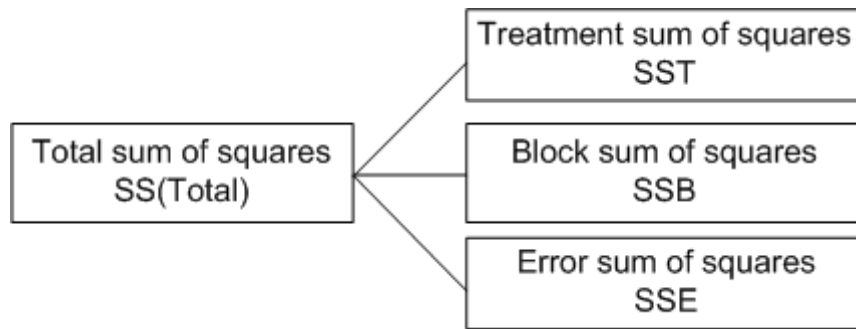 Treatment sum of squares
SST
Total sum of squares
SS(Total)
Block sum of squares
SSB
Error sum of squares
SSE